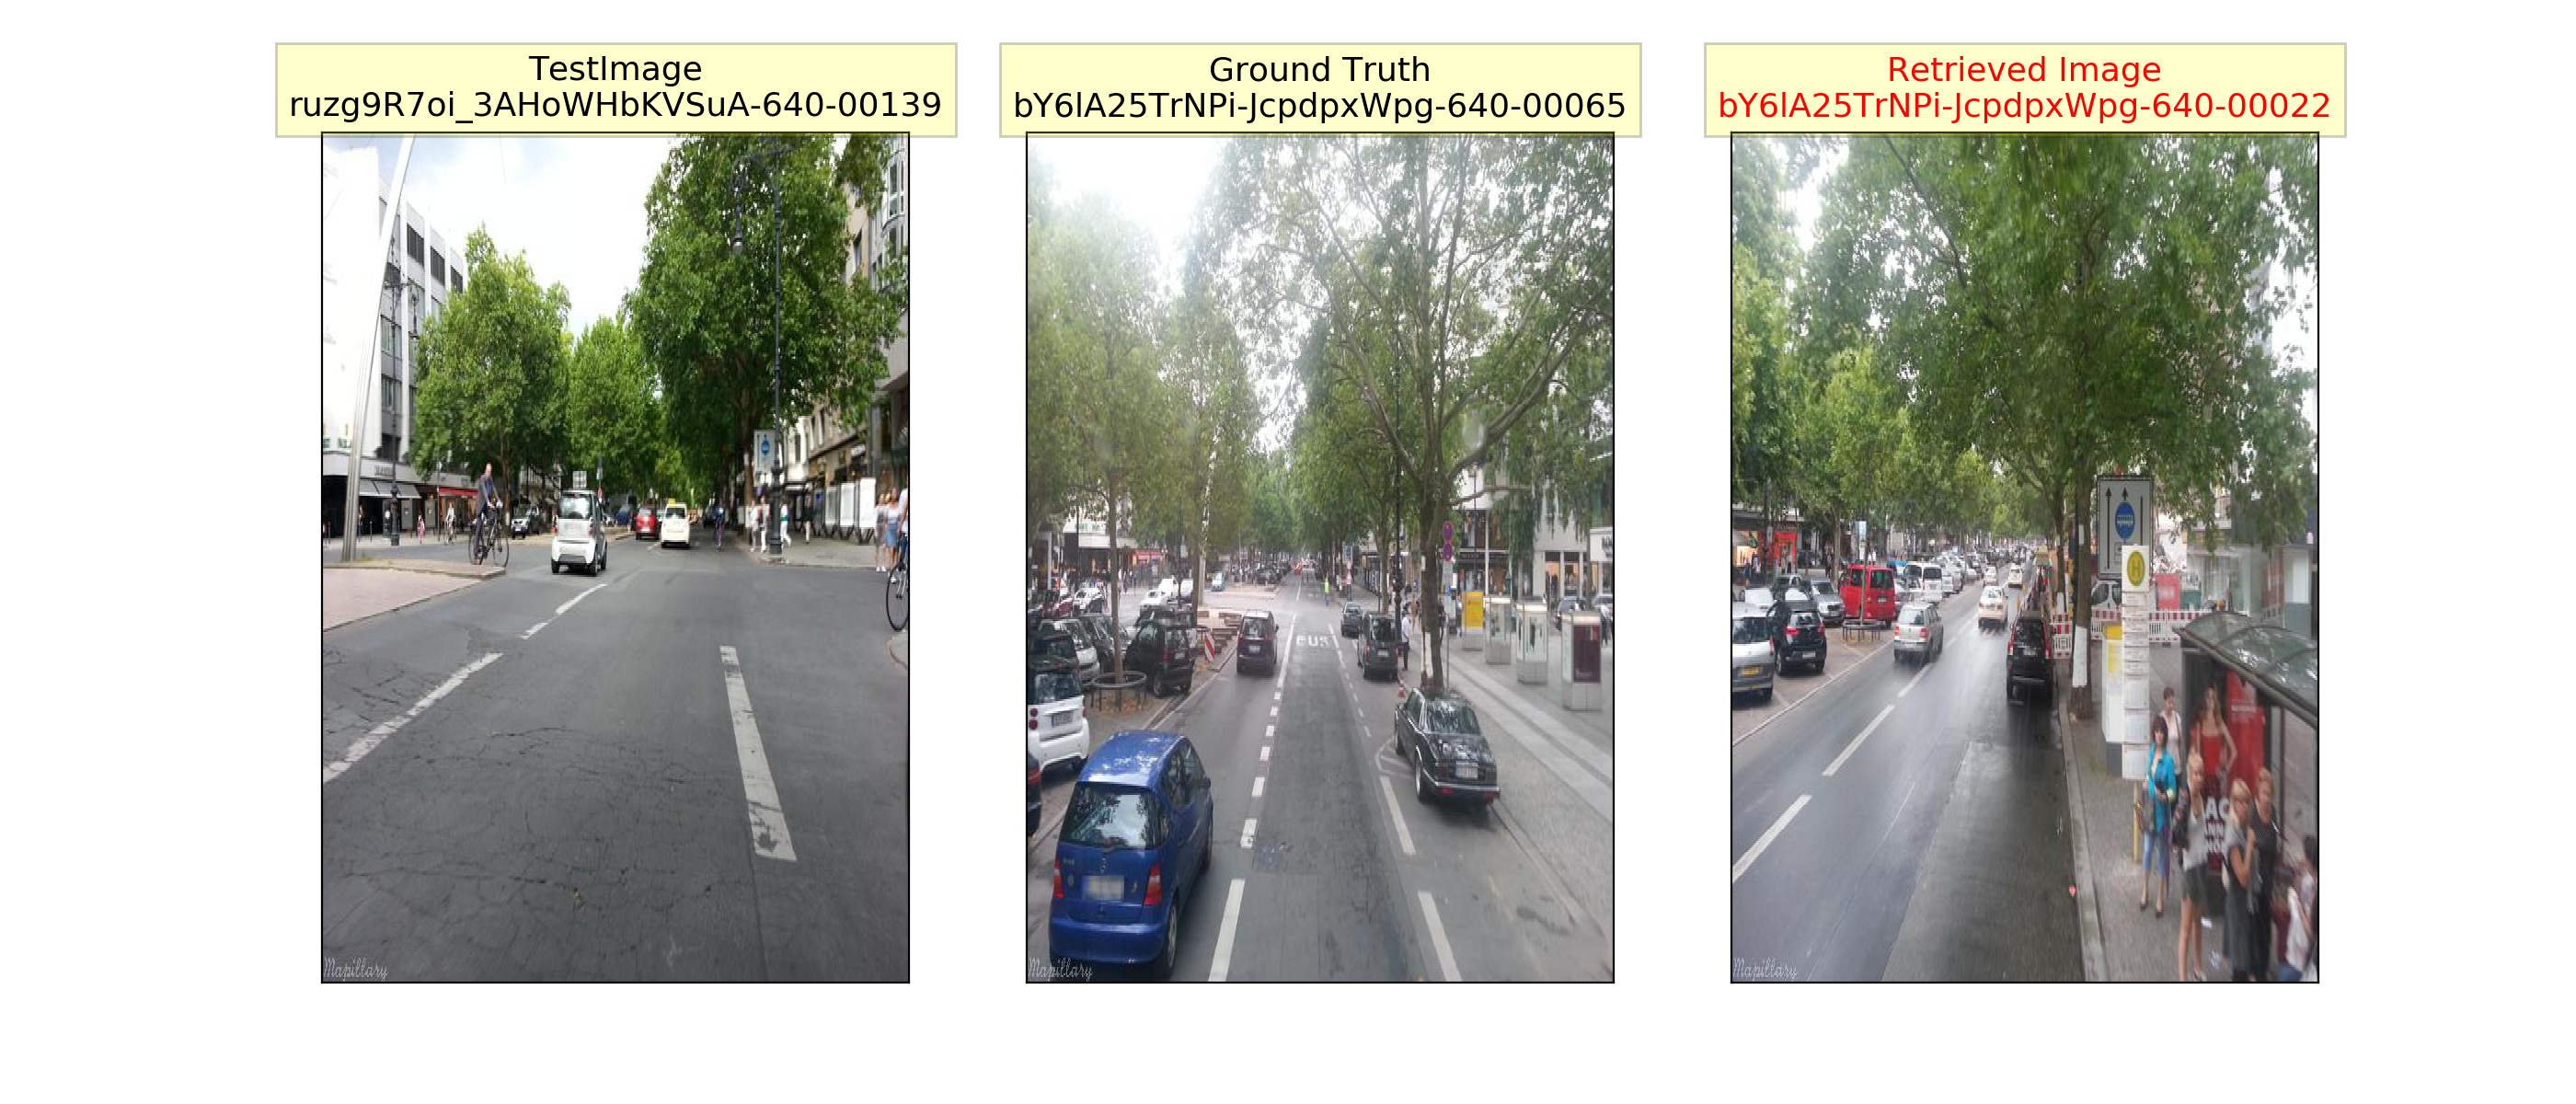 TestImage
ruzg9R7oi_3AHoWHbKVSuA-640-00139
Ground Truth
bY6lA25TrNPi-JcpdpxWpg-640-00065
Retrieved Image
bY6lA25TrNPi-JcpdpxWpg-640-00022
BUS
H
Mapillary
Mapillary
Mapillary